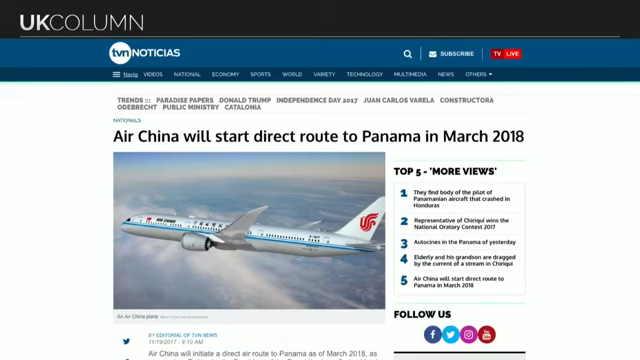 UKCOLUMN
tvn NOTICIAS
SUBSCRIBE
TV LIVE
Navig VIDEOS NATIONAL ECONOMY SPORTS WORLD VARIETY TECHNOLOGY MULTIMEDIA NEWS OTHERS
TRENDS ::: PARADISE PAPERS DONALD TRUMP INDEPENDENCE DAY 2017 JUAN CARLOS VARELA CONSTRUCTORA
ODEBRECHT PUBLIC MINISTRY CATALONIA
NATIONALS
Air China will start direct route to Panama in March 2018
AIR CHINA
An Air China plane
BY EDITORIAL OF TVN NEWS
11/19/2017 - 9:10 AM
Air China will initiate a direct air route to Panama as of March 2018, as
TOP 5 - 'MORE VIEWS'
1 They find body of the pilot of
Panamanian aircraft that crashed in
Honduras
2 Representative of Chiriquí wins the
National Oratory Contest 2017
3 Autocines in the Panama of yesterday
4 Elderly and his grandson are dragged
by the current of a stream in Chiriquí
5 Air China will start direct route to
Panama in March 2018
FOLLOW US